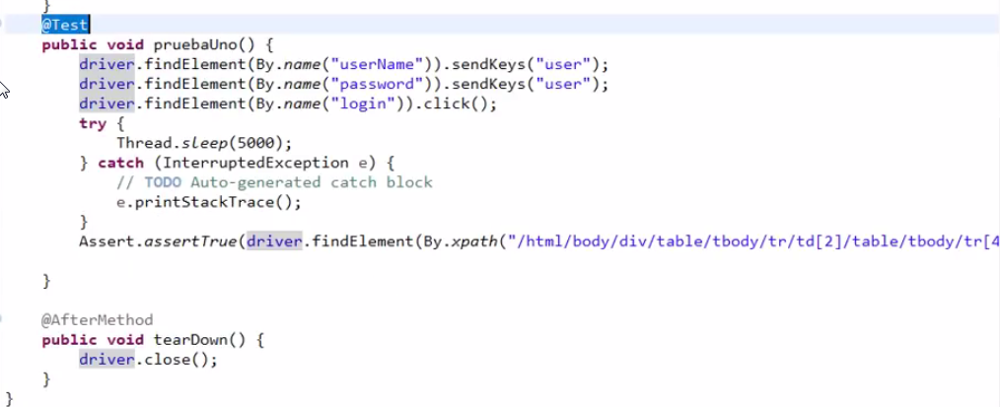 }
@Test
public void pruebaUno() {
driver.findElement(By.name("userName")).sendKeys("user");
driver.findElement(By.name("password")).sendKeys("user");
driver.findElement(By.name("login")).click();
try {
Thread.sleep(5000);
} catch (InterruptedException e) {
// TODO Auto-generated catch block
e.printStackTrace();
}
Assert.assertTrue(driver.findElement(By.xpath("/html/body/div/table/tbody/tr/td[2]/table/tbody/tr[4
}
@AfterMethod
public void tearDown() {
driver.close();
}
}